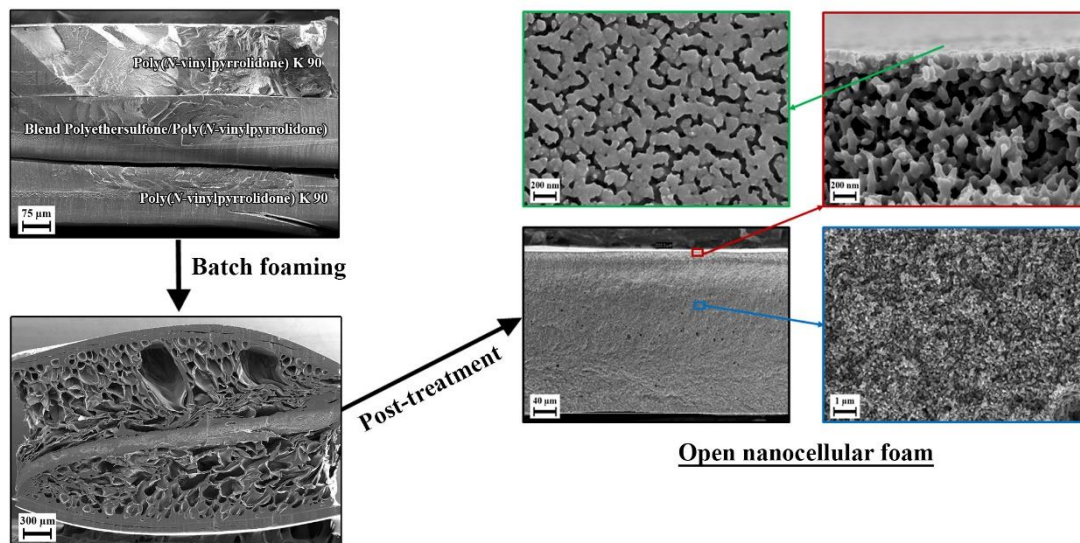 Poly(N-vinylpyrrolidone) K 90
Blend Polyethersulfone/Poly(N-vinylpyrrolidone)
Poly(N-vinylpyrrolidone) K 90
75 µm
Batch foaming
300 µm
Post-treatment
200 nm
200 nm
40 µm
1 µm
Open nanocellular foam